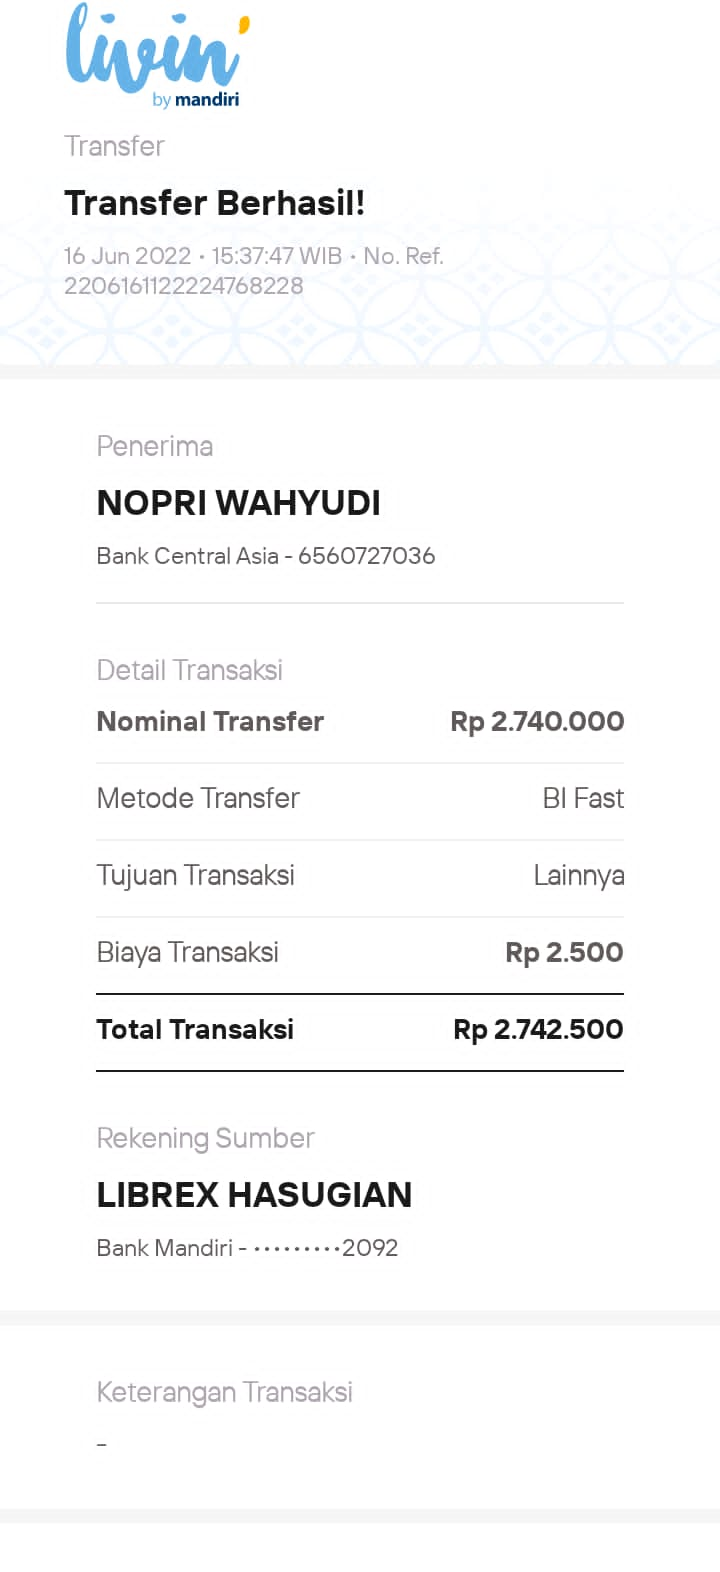 livin'
by mandiri
Transfer
Transfer Berhasil!
16 Jun 2022 • 15:37:47 WIB • No. Ref.
2206161122224768228
Penerima
NOPRI WAHYUDI
Bank Central Asia - 6560727036
Detail Transaksi
Nominal Transfer Rp 2.740.000
Metode Transfer BI Fast
Tujuan Transaksi Lainnya
Biaya Transaksi Rp 2.500
Total Transaksi Rp 2.742.500
Rekening Sumber
LIBREX HASUGIAN
Bank Mandiri - •••••••••2092
Keterangan Transaksi
-